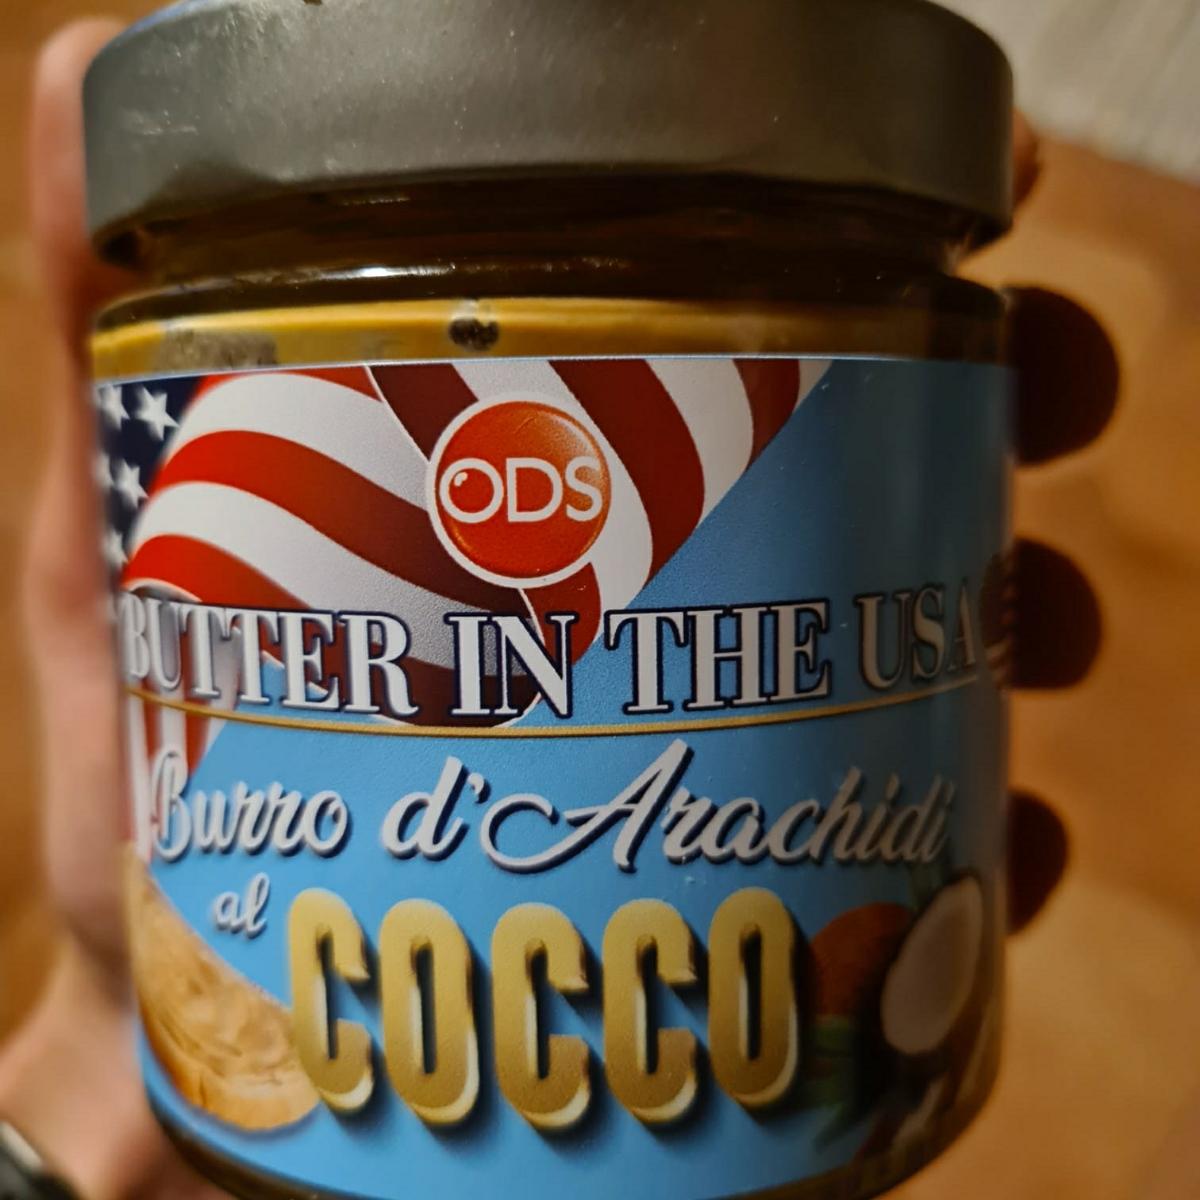 ODS
BUTTER IN THE USA
Burro d'Arachidi
al COCCO